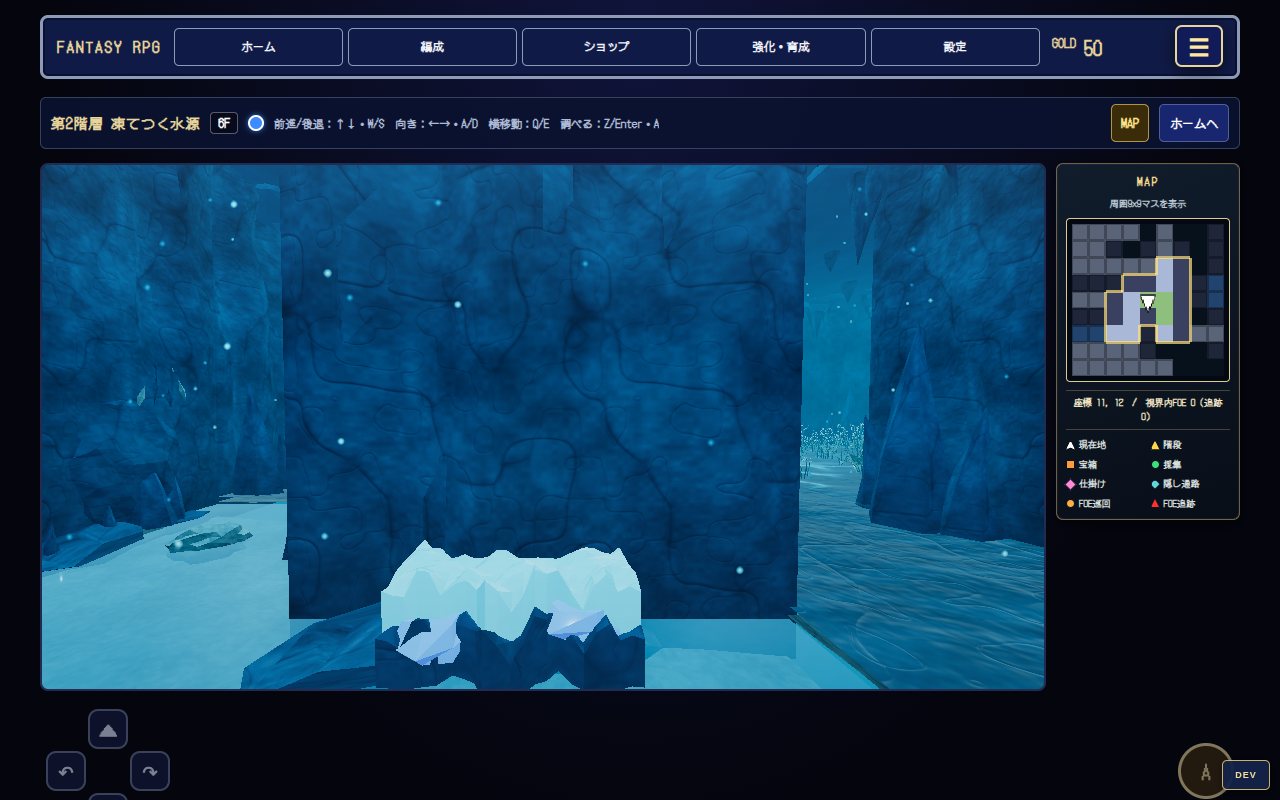 FANTASY RPG
ホーム
編成
ショップ
強化・育成
設定
GOLD 50
第2階層 凍てつく水源
6F
前進/後退：↑↓・W/S 向き：←→・A/D 横移動：Q/E 調べる：Z/Enter・A
MAP
ホームへ
MAP
周囲9x9マスを表示
座標 11, 12 / 視界内FOE 0 (追跡
0)
現在地
階段
宝箱
採集
仕掛け
隠し通路
FOE巡回
FOE追跡
A
DEV